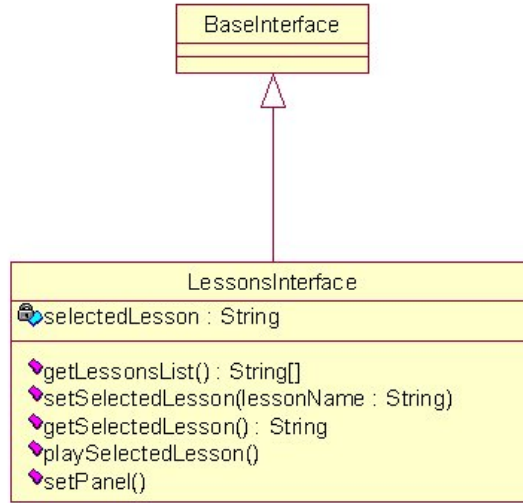 BaseInterface
LessonsInterface
selectedLesson : String
getLessonsList() : String[]
setSelectedLesson(lessonName : String)
getSelectedLesson() : String
playSelectedLesson()
setPanel()